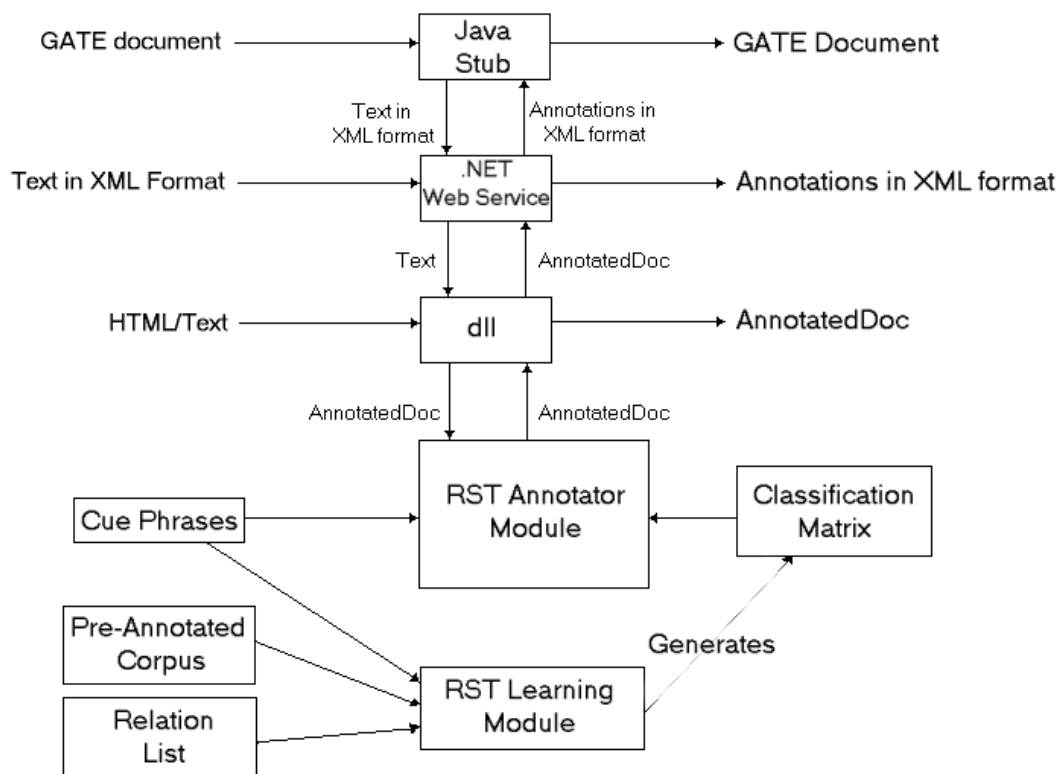 GATE document
Java
Stub
GATE Document
Text in
XML format
Annotations in
XML format
Text in XML Format
.NET
Web Service
Annotations in XML format
Text
AnnotatedDoc
HTML/Text
dll
AnnotatedDoc
AnnotatedDoc
AnnotatedDoc
Cue Phrases
RST Annotator
Module
Classification
Matrix
Pre-Annotated
Corpus
Generates
RST Learning
Module
Relation
List